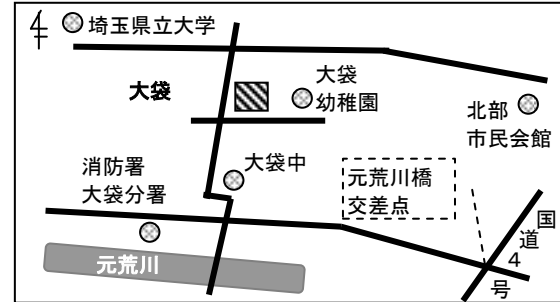 埼玉県立大学
大袋
大袋
幼稚園
北部
市民会館
消防署
大袋分署
大袋中
元荒川橋
交差点
国道4号
元荒川